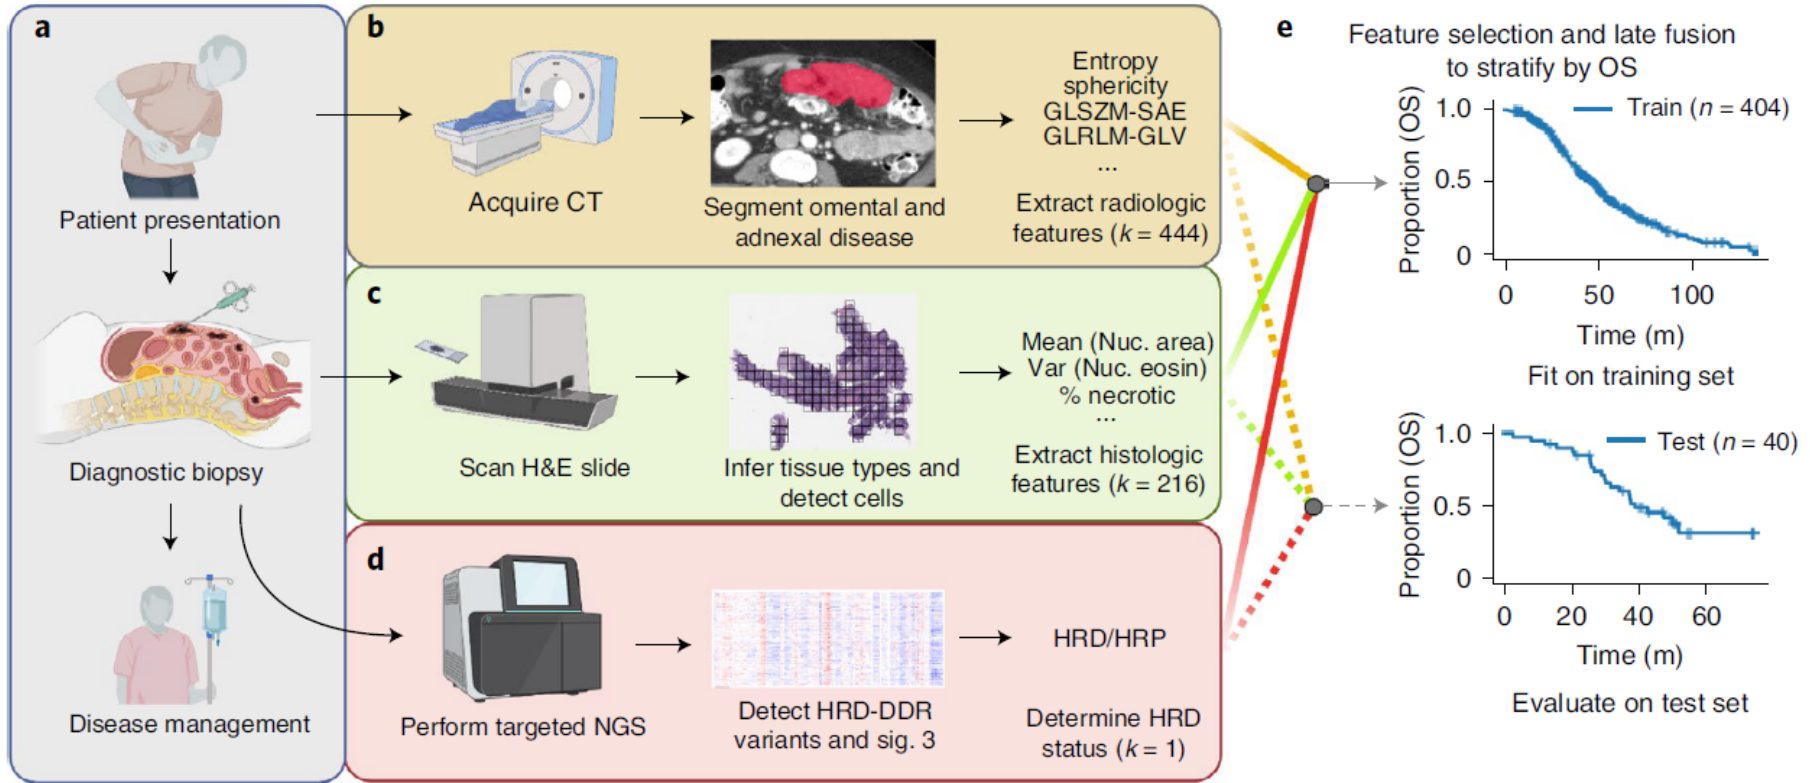 a
Patient presentation
Diagnostic biopsy
Disease management
b
Acquire CT
Segment omental and
adnexal disease
Entropy
sphericity
GLSZM-SAE
GLRLM-GLV
...
Extract radiologic
features (k = 444)
c
Scan H&E slide
Infer tissue types and
detect cells
Mean (Nuc. area)
Var (Nuc. eosin)
% necrotic
...
Extract histologic
features (k = 216)
d
Perform targeted NGS
Detect HRD-DDR
variants and sig. 3
HRD/HRP
Determine HRD
status (k = 1)
e
Feature selection and late fusion
to stratify by OS
Proportion (OS)
1.0
0.5
0
Train (n = 404)
0 50 100
Time (m)
Fit on training set
Proportion (OS)
1.0
0.5
0
Test (n = 40)
0 20 40 60
Time (m)
Evaluate on test set